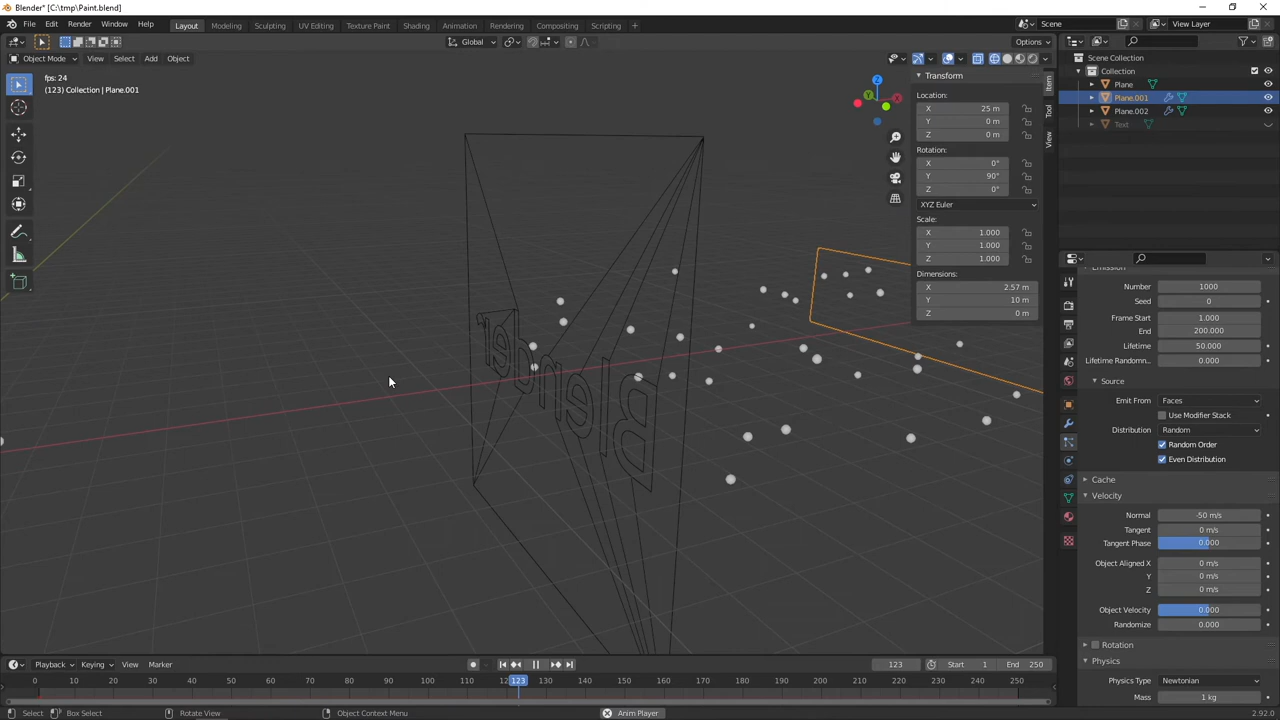 Blender* [C:\tmp\Paint.blend]
File Edit Render Window Help Layout Modeling Sculpting UV Editing Texture Paint Shading Animation Rendering Compositing Scripting + Scene View Layer
Global Options
Object Mode View Select Add Object
fps: 24
(123) Collection | Plane.001
Blender
Z
Y
X
Item
Tool
View
Transform
Location:
X 25 m
Y 0 m
Z 0 m
Rotation:
X 0°
Y 90°
Z 0°
XYZ Euler
Scale:
X 1.000
Y 1.000
Z 1.000
Dimensions:
X 2.57 m
Y 10 m
Z 0 m
Scene Collection
Collection
Plane
Plane.001
Plane.002
Text
Emission
Number 1000
Seed 0
Frame Start 1.000
End 200.000
Lifetime 50.000
Lifetime Randomn.. 0.000
Source
Emit From Faces
Use Modifier Stack
Distribution Random
Random Order
Even Distribution
Cache
Velocity
Normal -50 m/s
Tangent 0 m/s
Tangent Phase 0.000
Object Aligned X 0 m/s
Y 0 m/s
Z 0 m/s
Object Velocity 0.000
Randomize 0.000
Rotation
Physics
Physics Type Newtonian
Mass 1 kg
Playback Keying View Marker 123 Start 1 End 250
0 10 20 30 40 50 60 70 80 90 100 110 12 123 130 140 150 160 170 180 190 200 210 220 230 240 250
Select Box Select Rotate View Object Context Menu Anim Player 2.92.0